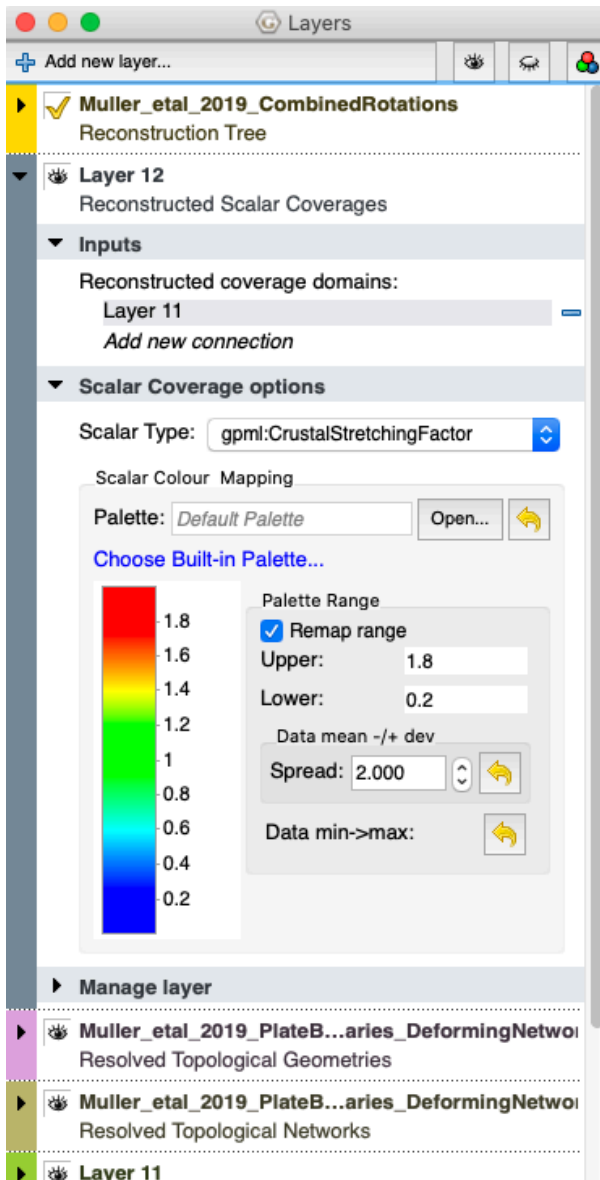 Layers
Add new layer...
Muller_etal_2019_CombinedRotations
Reconstruction Tree
Layer 12
Reconstructed Scalar Coverages
Inputs
Reconstructed coverage domains:
Layer 11
Add new connection
Scalar Coverage options
Scalar Type: gpml:CrustalStretchingFactor
Scalar Colour Mapping
Palette: Default Palette Open...
Choose Built-in Palette...
Palette Range
Remap range
Upper: 1.8
Lower: 0.2
Data mean -/+ dev
Spread: 2.000
Data min->max:
1.8
1.6
1.4
1.2
1
0.8
0.6
0.4
0.2
Manage layer
Muller_etal_2019_PlateB...aries_DeformingNetwo
Resolved Topological Geometries
Muller_etal_2019_PlateB...aries_DeformingNetwo
Resolved Topological Networks
Layer 11